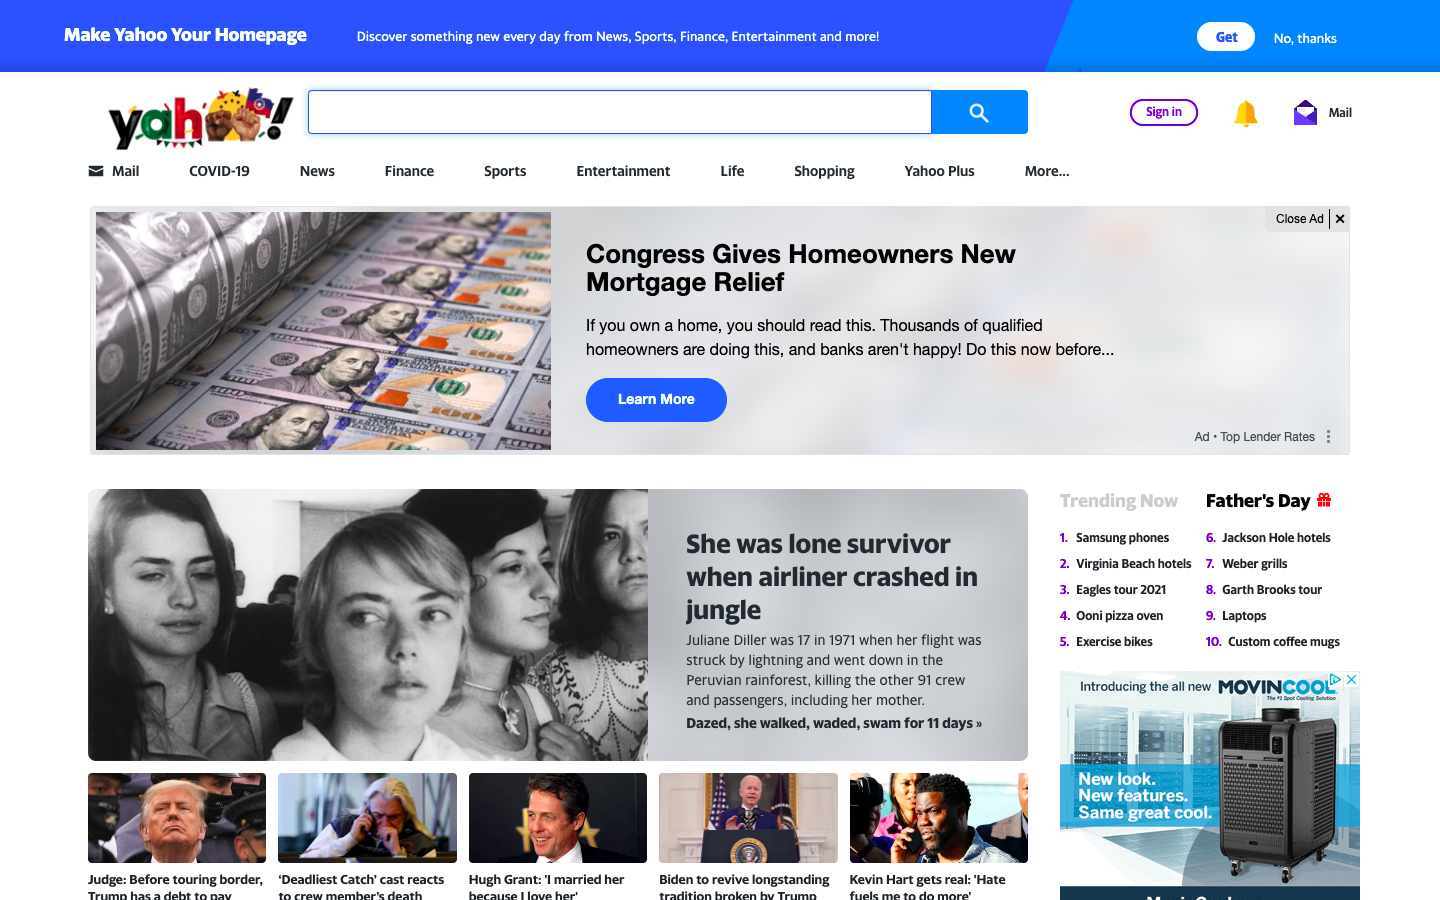 Make Yahoo Your Homepage
Discover something new every day from News, Sports, Finance, Entertainment and more!
Get
No, thanks
yahoo!
Sign in
Mail
Mail
COVID-19
News
Finance
Sports
Entertainment
Life
Shopping
Yahoo Plus
More...
Close Ad
Congress Gives Homeowners New
Mortgage Relief
If you own a home, you should read this. Thousands of qualified
homeowners are doing this, and banks aren't happy! Do this now before...
Learn More
Ad • Top Lender Rates
She was lone survivor
when airliner crashed in
jungle
Juliane Diller was 17 in 1971 when her flight was
struck by lightning and went down in the
Peruvian rainforest, killing the other 91 crew
and passengers, including her mother.
Dazed, she walked, waded, swam for 11 days »
Trending Now
1. Samsung phones
2. Virginia Beach hotels
3. Eagles tour 2021
4. Ooni pizza oven
5. Exercise bikes
Father's Day
6. Jackson Hole hotels
7. Weber grills
8. Garth Brooks tour
9. Laptops
10. Custom coffee mugs
Introducting the all new MOVINCOOL
The #1 Spot Cooling Solution
New look.
New features.
Same great cool.
Judge: Before touring border,
Trump has a debt to pay
'Deadliest Catch' cast reacts
to crew member's death
Hugh Grant: 'I married her
because I love her'
Biden to revive longstanding
tradition broken by Trump
Kevin Hart gets real: 'Hate
fuels me to do more'